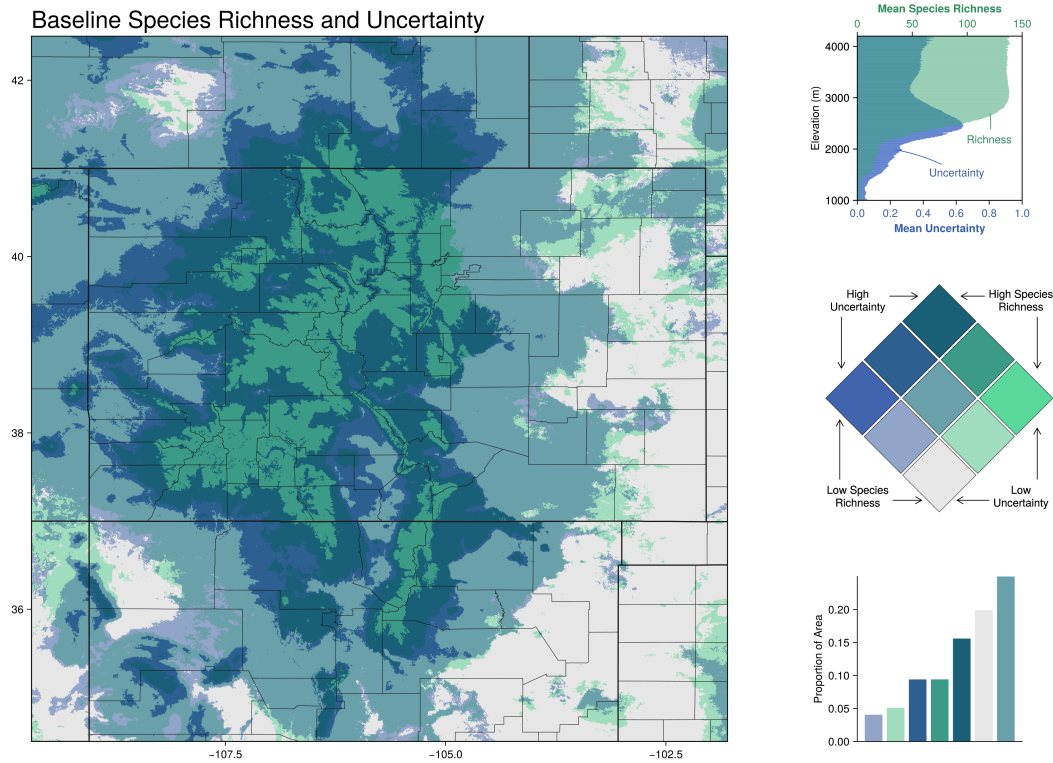 Baseline Species Richness and Uncertainty
42
40
38
36
−107.5
−105.0
−102.5
Mean Species Richness
0
50
100
150
4000
3000
2000
1000
Elevation (m)
Richness
Uncertainty
0.0
0.2
0.4
0.6
0.8
1.0
Mean Uncertainty
High
Uncertainty
High Species
Richness
Low Species
Richness
Low
Uncertainty
Proportion of Area
0.20
0.15
0.10
0.05
0.00